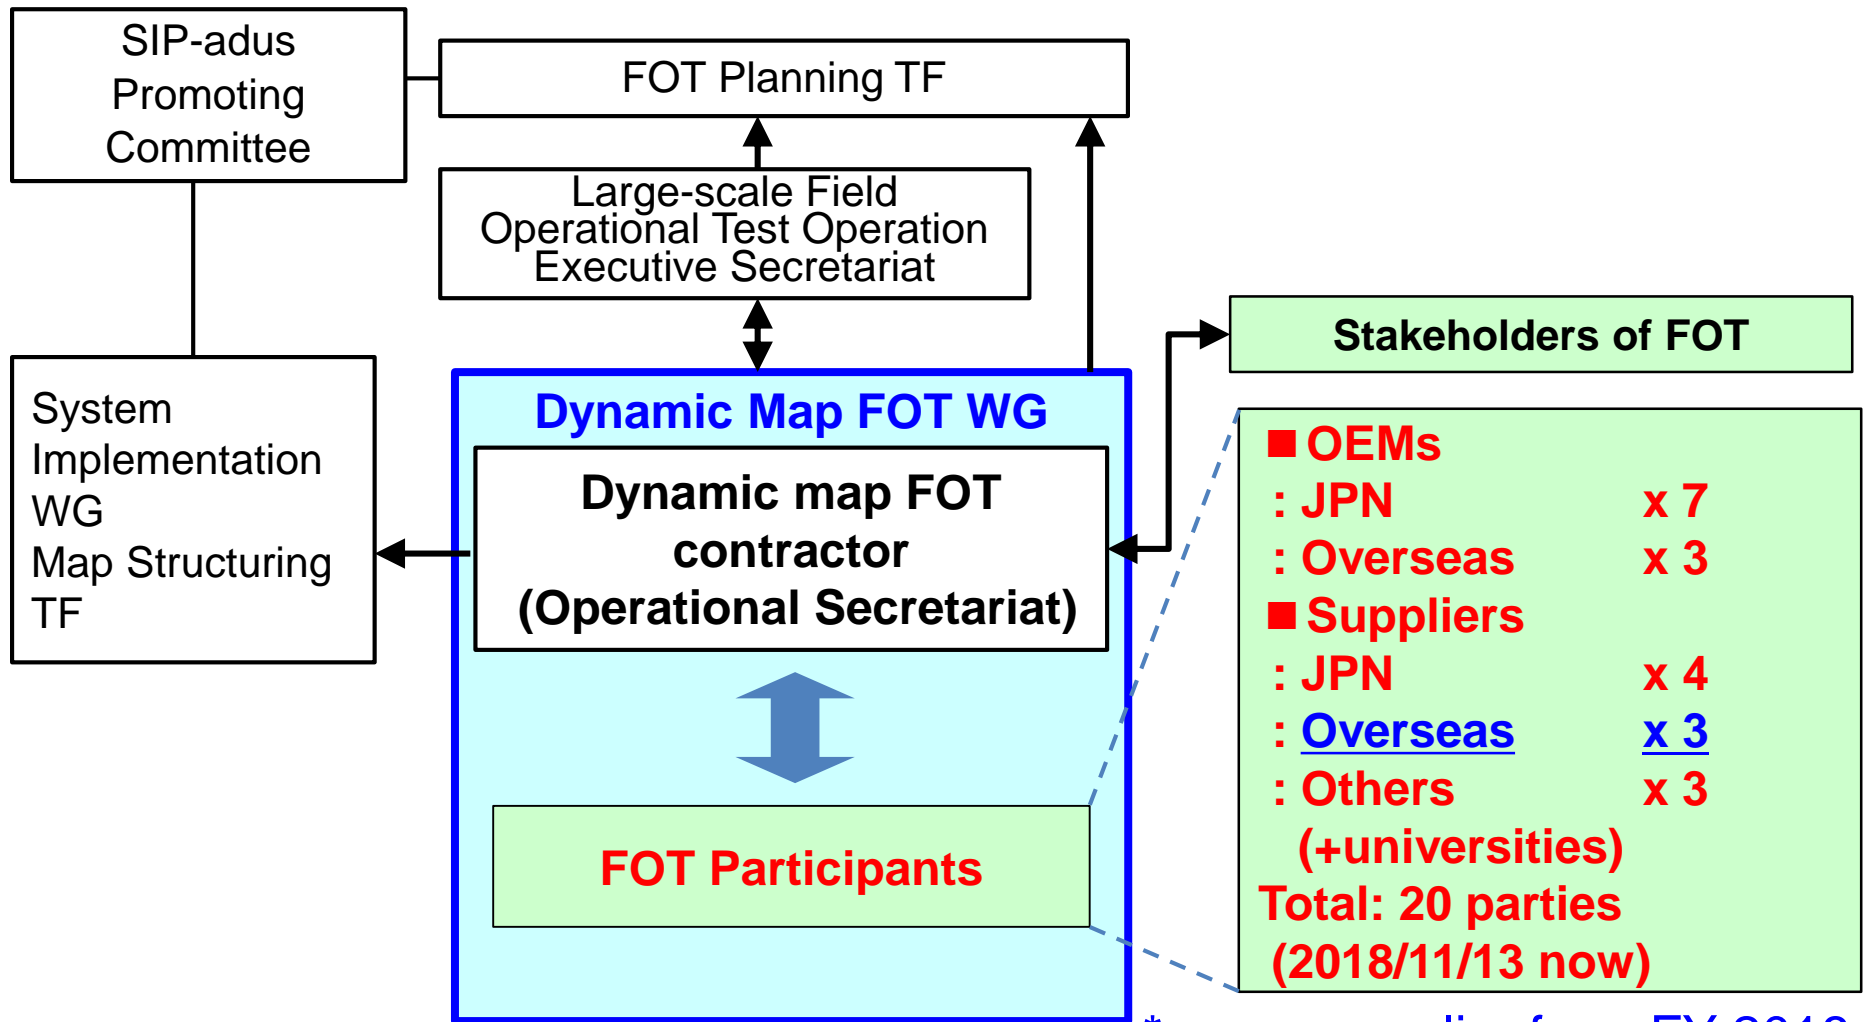 SIP-adus
Promoting
Committee
FOT Planning TF
Large-scale Field
Operational Test Operation
Executive Secretariat
System
Implementation
WG
Map Structuring
TF
Dynamic Map FOT WG
Dynamic map FOT
contractor
(Operational Secretariat)
FOT Participants
Stakeholders of FOT
■ OEMs
: JPN x 7
: Overseas x 3
■ Suppliers
: JPN x 4
: Overseas x 3
: Others x 3
(+universities)
Total: 20 parties
(2018/11/13 now)